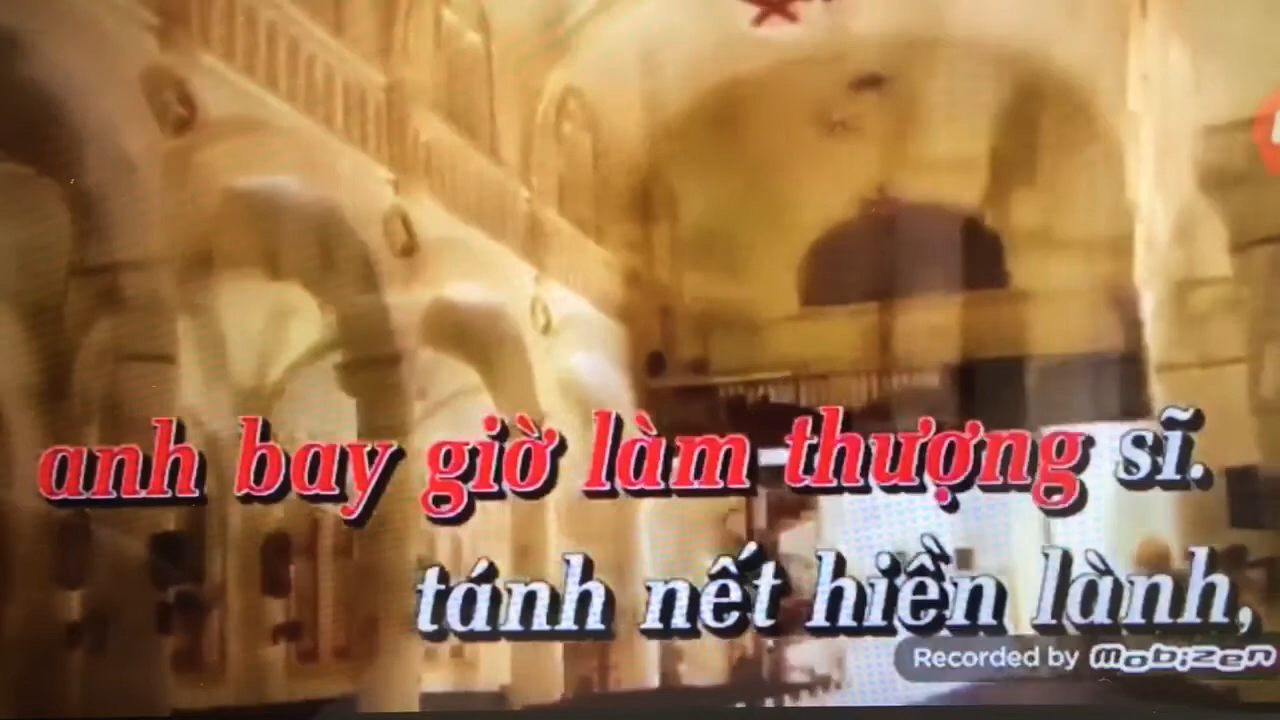 anh bay giờ làm thượng sĩ.
tánh nết hiền lành,
Recorded by mobizen